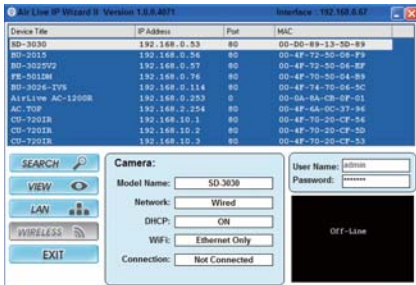 Air Live IP Wizard II Version 1.0.0.4071 Interface : 192.168.0.67
Device Title IP Address Port MAC
SD-3030 192.168.0.53 80 00-D0-89-13-5D-89
BU-2015 192.168.0.56 80 00-4F-72-50-08-F9
BU-3025V2 192.168.0.57 80 00-4F-72-50-06-EF
FE-501DH 192.168.0.76 80 00-4F-70-50-04-B9
BU-3026-IVS 192.168.0.114 80 00-4F-74-70-06-5C
AirLive AC-1200R 192.168.0.253 0 00-0A-8A-CB-0F-01
AC.TOP 192.168.2.254 80 00-4F-6A-0C-37-96
CU-720IR 192.168.10.1 80 00-4F-70-20-CF-56
CU-720IR 192.168.10.2 80 00-4F-70-20-CF-5D
CU-720IR 192.168.10.3 80 00-4F-70-20-CF-53
SEARCH
VIEW
LAN
WIRELESS
EXIT
Camera:
Model Name: SD-3030
Network: Wired
DHCP: ON
WiFi: Ethernet Only
Connection: Not Connected
User Name: admin
Password: *******
Off-Line